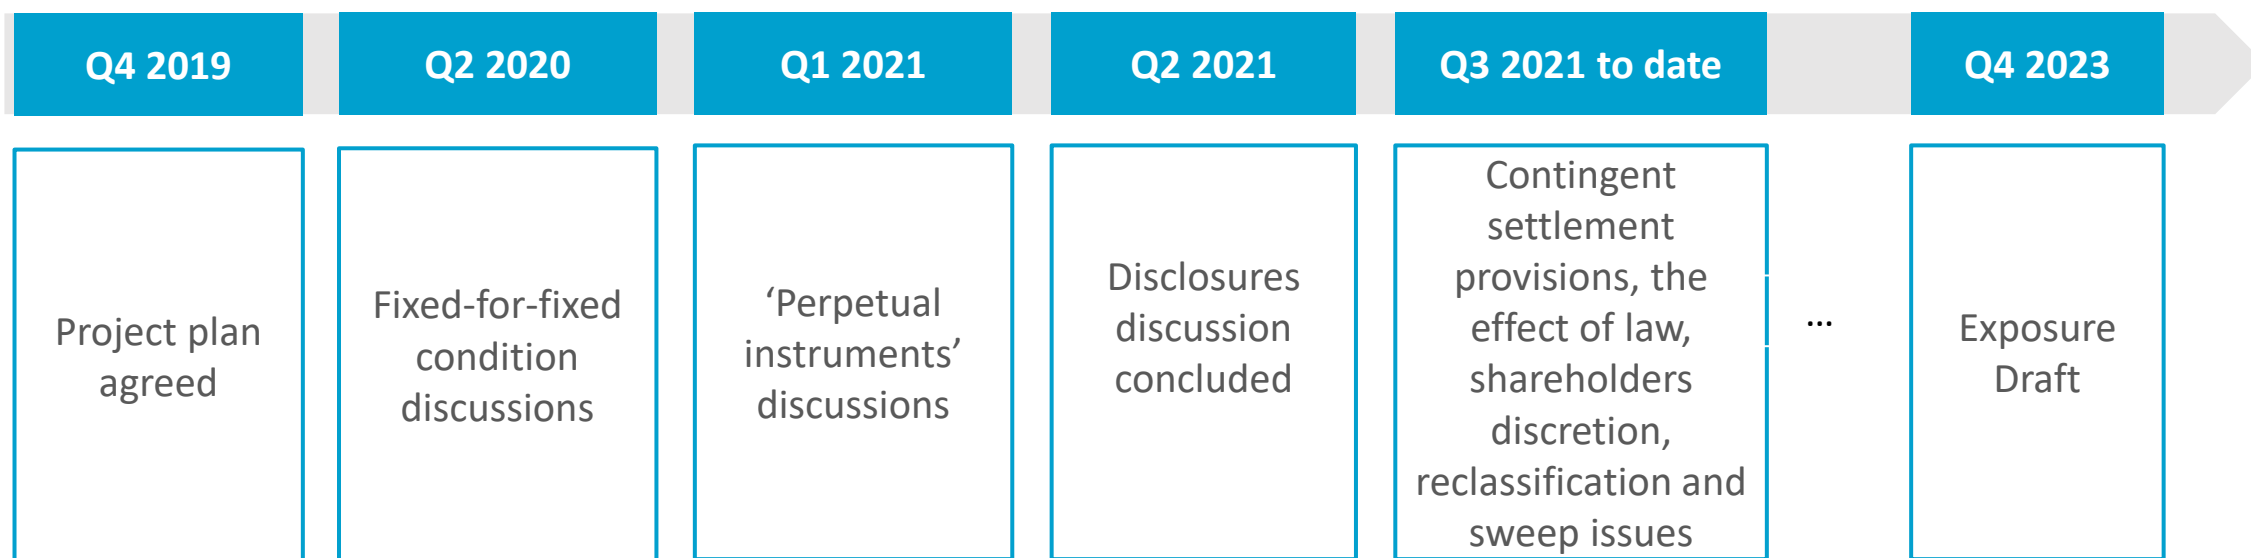 Q4 2019
Q2 2020
Q1 2021
Q2 2021
Q3 2021 to date
Q4 2023
Project plan
agreed
Fixed-for-fixed
condition
discussions
‘Perpetual
instruments’
discussions
Disclosures
discussion
concluded
Contingent
settlement
provisions, the
effect of law,
shareholders
discretion,
reclassification and
sweep issues
...
Exposure
Draft